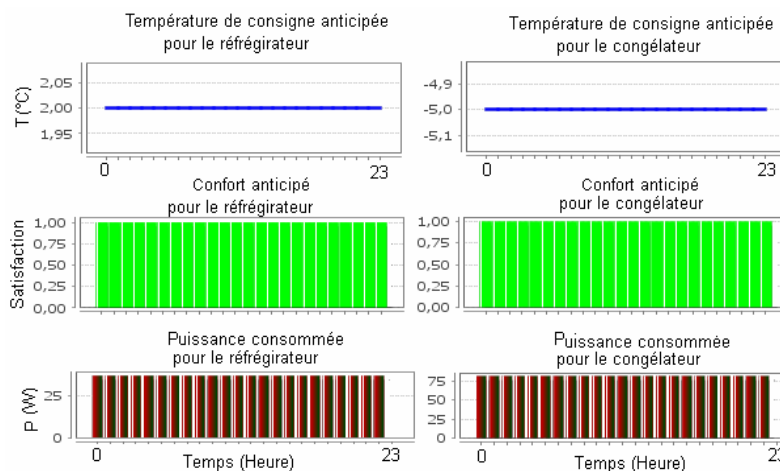 Température de consigne anticipée
pour le réfrigirateur
2,05
2,00
1,95
T (°C)
0
23
Température de consigne anticipée
pour le congélateur
-4,9
-5,0
-5,1
0
23
Confort anticipé
pour le réfrigirateur
1,00
0,75
0,50
0,25
0,00
Satisfaction
Confort anticipé
pour le congélateur
1,00
0,75
0,50
0,25
0,00
Puissance consommée
pour le réfrigirateur
25
0
P (W)
0
23
Temps (Heure)
Puissance consommée
pour le congélateur
75
50
25
0
0
23
Temps (Heure)